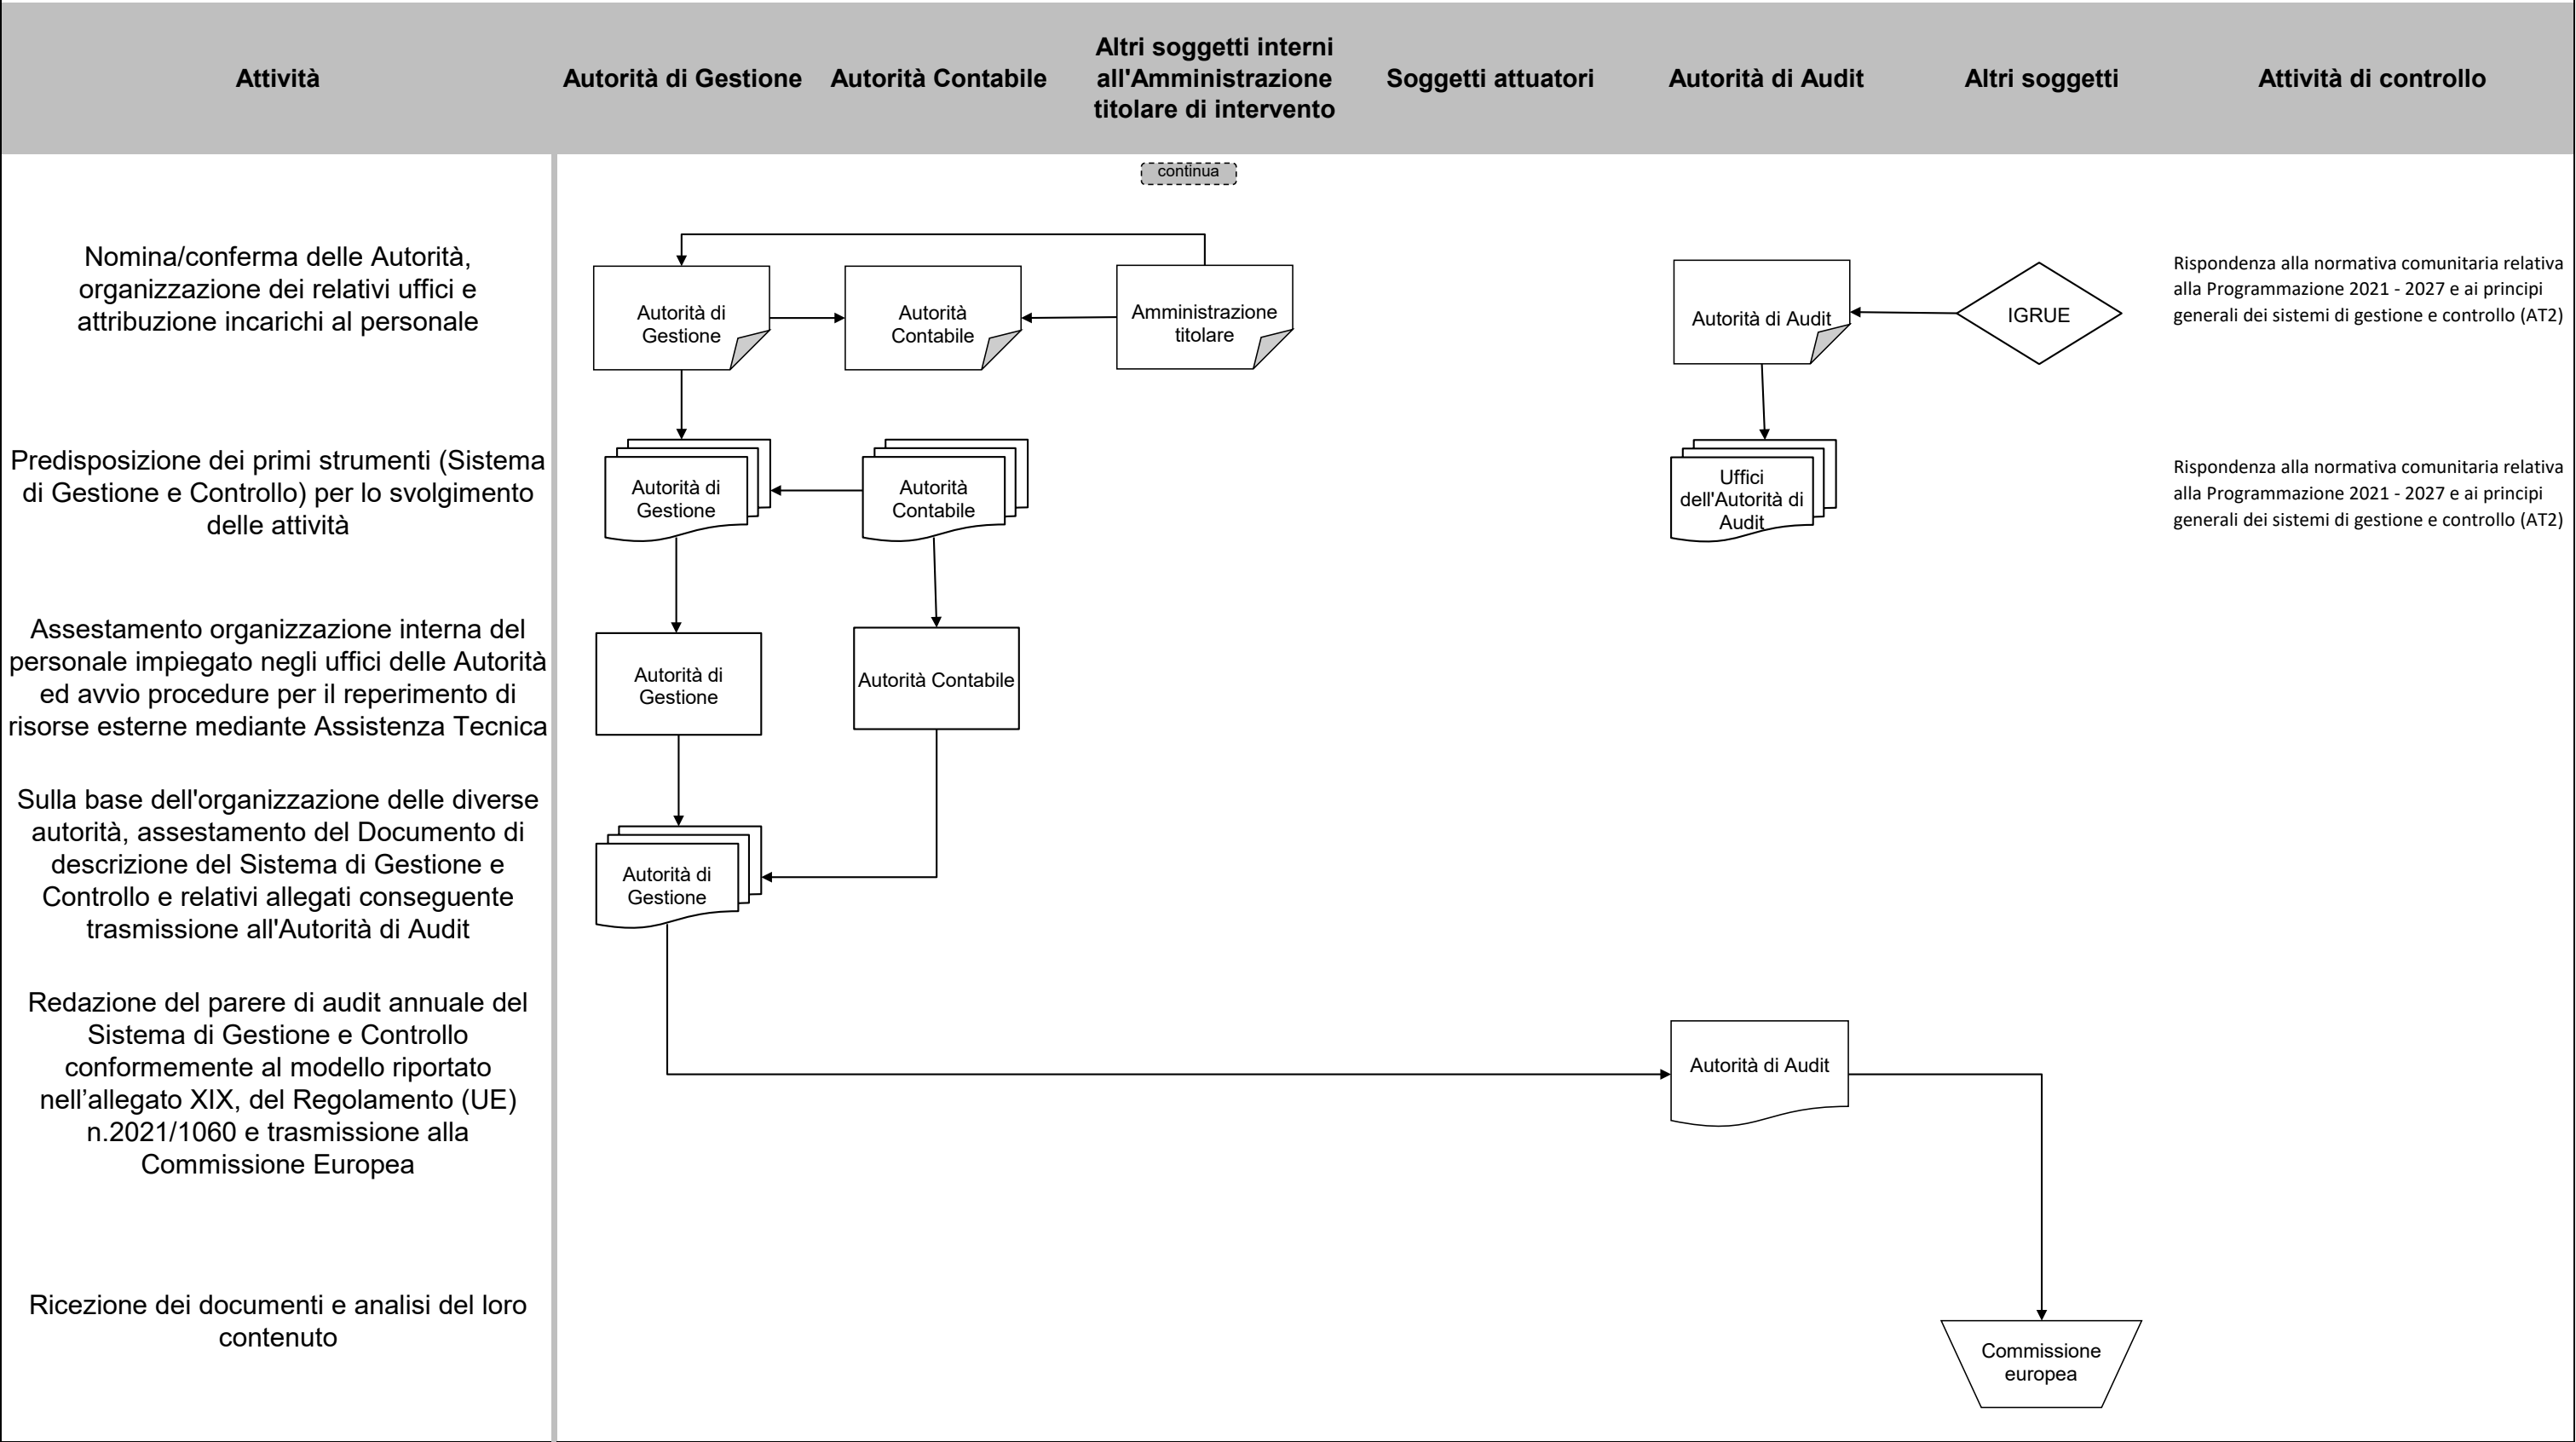 Attività
Autorità di Gestione
Autorità Contabile
Altri soggetti interni
all'Amministrazione
titolare di intervento
Soggetti attuatori
Autorità di Audit
Altri soggetti
Attività di controllo
continua
Nomina/conferma delle Autorità,
organizzazione dei relativi uffici e
attribuzione incarichi al personale
Autorità di
Gestione
Autorità
Contabile
Amministrazione
titolare
Autorità di Audit
IGRUE
Rispondenza alla normativa comunitaria relativa
alla Programmazione 2021 - 2027 e ai principi
generali dei sistemi di gestione e controllo (AT2)
Predisposizione dei primi strumenti (Sistema
di Gestione e Controllo) per lo svolgimento
delle attività
Autorità di
Gestione
Autorità
Contabile
Uffici
dell'Autorità di
Audit
Rispondenza alla normativa comunitaria relativa
alla Programmazione 2021 - 2027 e ai principi
generali dei sistemi di gestione e controllo (AT2)
Assestamento organizzazione interna del
personale impiegato negli uffici delle Autorità
ed avvio procedure per il reperimento di
risorse esterne mediante Assistenza Tecnica
Autorità di
Gestione
Autorità Contabile
Sulla base dell'organizzazione delle diverse
autorità, assestamento del Documento di
descrizione del Sistema di Gestione e
Controllo e relativi allegati conseguente
trasmissione all'Autorità di Audit
Autorità di
Gestione
Redazione del parere di audit annuale del
Sistema di Gestione e Controllo
conformemente al modello riportato
nell’allegato XIX, del Regolamento (UE)
n.2021/1060 e trasmissione alla
Commissione Europea
Autorità di Audit
Ricezione dei documenti e analisi del loro
contenuto
Commissione
europea